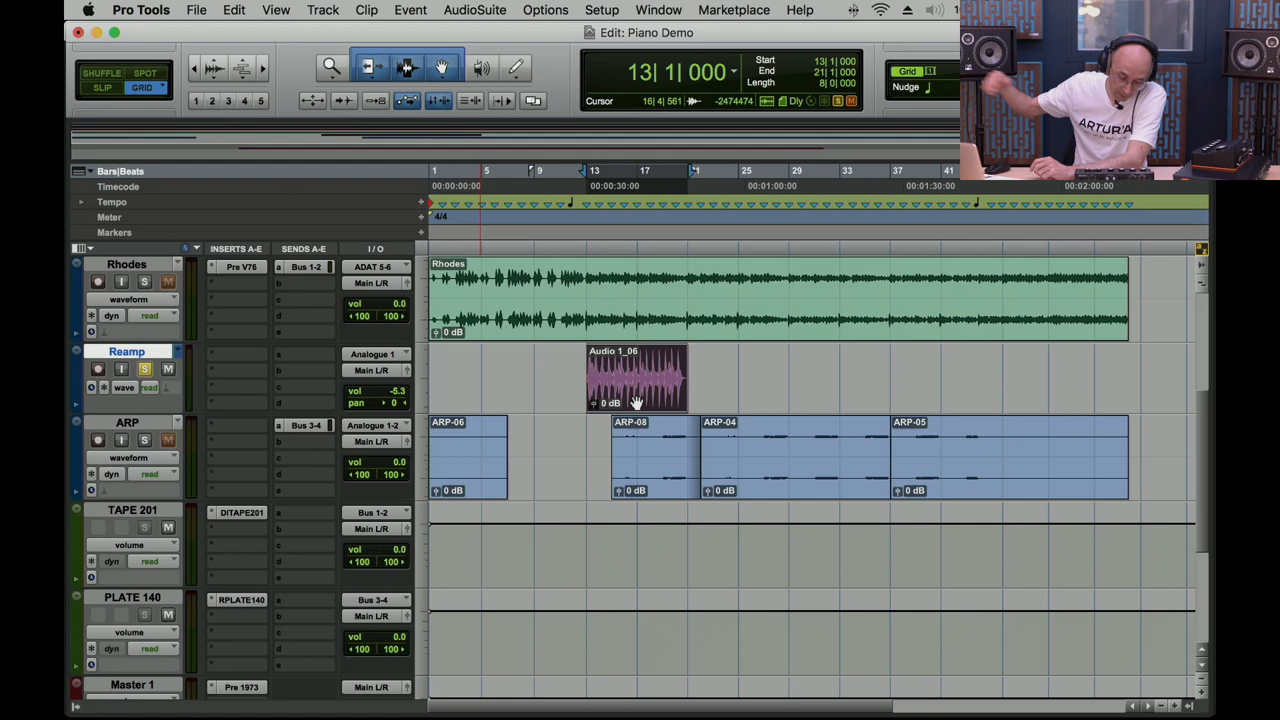 Pro Tools File Edit View Track Clip Event AudioSuite Options Setup Window Marketplace Help
Edit: Piano Demo
SHUFFLE SPOT
SLIP GRID
1 2 3 4 5
13| 1| 000
Start 13| 1| 000
End 21| 1| 000
Length 8| 0| 000
Cursor 16| 4| 561 -2474474 Dly S M
Grid
Nudge
ARTURIA
Bars|Beats 1 5 9 13 17 21 25 29 33 37 41
Timecode 00:00:00:00 00:00:30:00 00:01:00:00 00:01:30:00 00:02:00:00
Tempo
Meter 4/4
Markers
INSERTS A-E SENDS A-E I / O
Rhodes
I S M
waveform
dyn read
Pre V76
a Bus 1-2
b
c
d
e
ADAT 5-6
Main L/R
vol 0.0
100 100
Rhodes
0 dB
Reamp
I S M
wave read
a
b
c
d
e
Analogue 1
Main L/R
vol -5.3
pan 0
Audio 1_06
0 dB
ARP
I S M
waveform
dyn read
a Bus 3-4
b
c
d
e
Analogue 1-2
Main L/R
vol 0.0
100 100
ARP-06 ARP-08 ARP-04 ARP-05
0 dB 0 dB 0 dB 0 dB
TAPE 201
S M
volume
dyn read
DITAPE201
a
b
c
d
e
Bus 1-2
Main L/R
vol 0.0
100 100
PLATE 140
S M
volume
dyn read
RPLATE140
a
b
c
d
e
Bus 3-4
Main L/R
vol 0.0
100 100
Master 1 Pre 1973 Main L/R